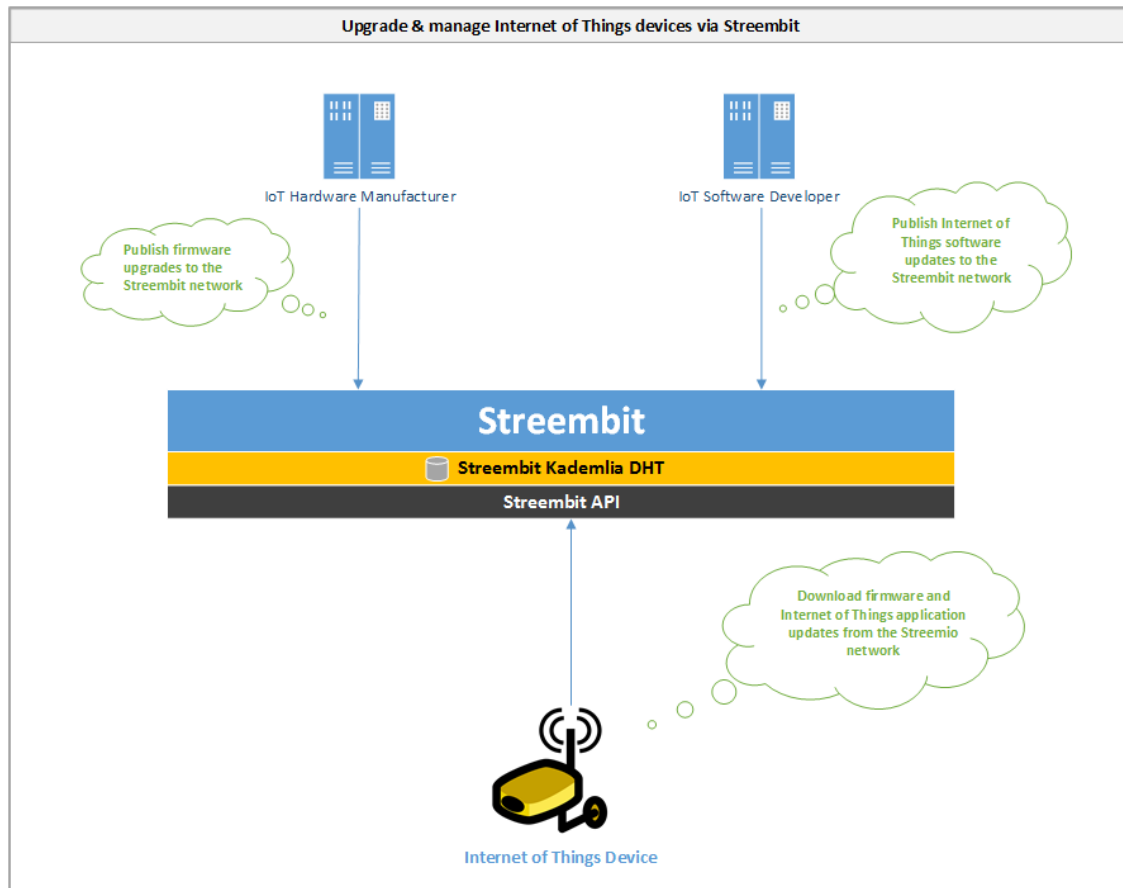 Upgrade & manage Internet of Things devices via Streembit
IoT Hardware Manufacturer
IoT Software Developer
Publish firmware
upgrades to the
Streembit network
Publish Internet of
Things software
updates to the
Streembit network
Streembit
Streembit Kademlia DHT
Streembit API
Download firmware and
Internet of Things application
updates from the Streemio
network
Internet of Things Device